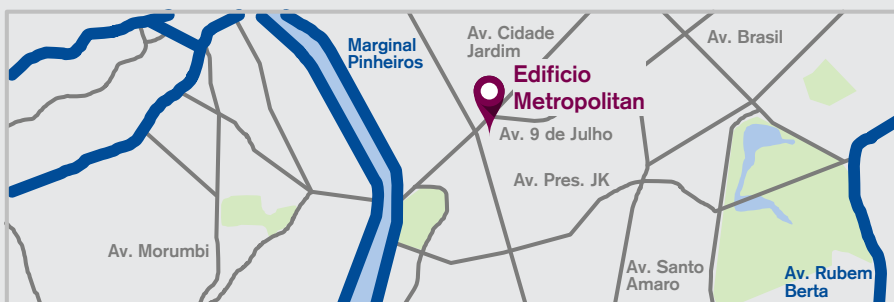 Av. Cidade
Jardim
Av. Brasil
Marginal
Pinheiros
Edificio
Metropolitan
Av. 9 de Julho
Av. Pres. JK
Av. Morumbi
Av. Santo
Amaro
Av. Rubem
Berta